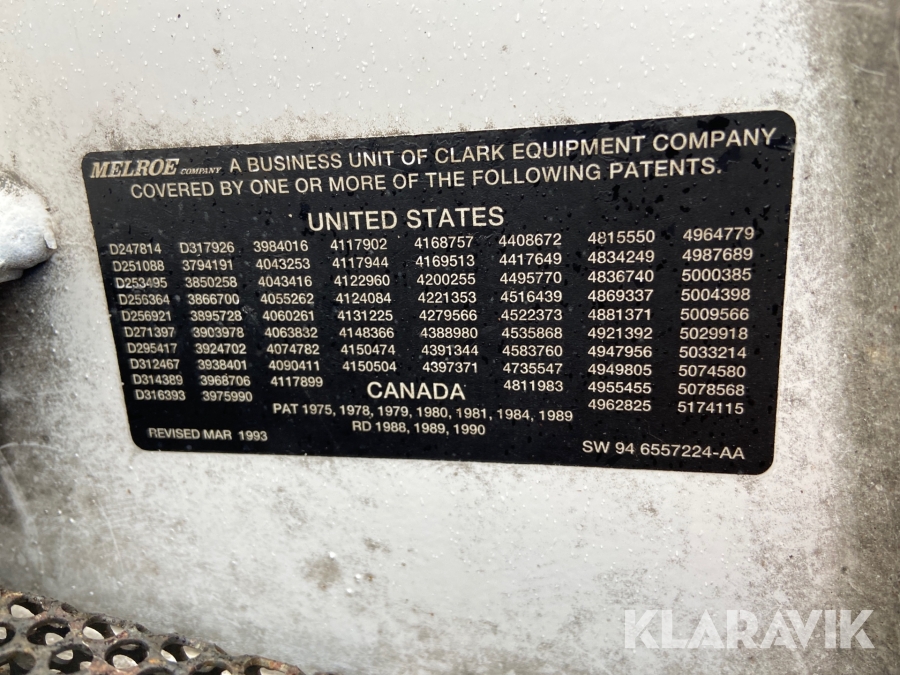 MELROE COMPANY A BUSINESS UNIT OF CLARK EQUIPMENT COMPANY
COVERED BY ONE OR MORE OF THE FOLLOWING PATENTS.
UNITED STATES
D247814 D317926 3984016 4117902 4168757 4408672 4815550 4964779
D251088 3794191 4043253 4117944 4169513 4417649 4834249 4987689
D253495 3850258 4043416 4122960 4200255 4495770 4836740 5000385
D256364 3866700 4055262 4124084 4221353 4516439 4869337 5004398
D256921 3895728 4060261 4131225 4279566 4522373 4881371 5009566
D271397 3903978 4063832 4148366 4388980 4535868 4921392 5029918
D295417 3924702 4074782 4150474 4391344 4583760 4947956 5033214
D312467 3938401 4090411 4150504 4397371 4735547 4949805 5074580
D314389 3968706 4117899 4811983 4955455 5078568
D316393 3975990 4962825 5174115
CANADA
PAT 1975, 1978, 1979, 1980, 1981, 1984, 1989
RD 1988, 1989, 1990
REVISED MAR 1993
SW 94 6557224-AA
KLARAVIK